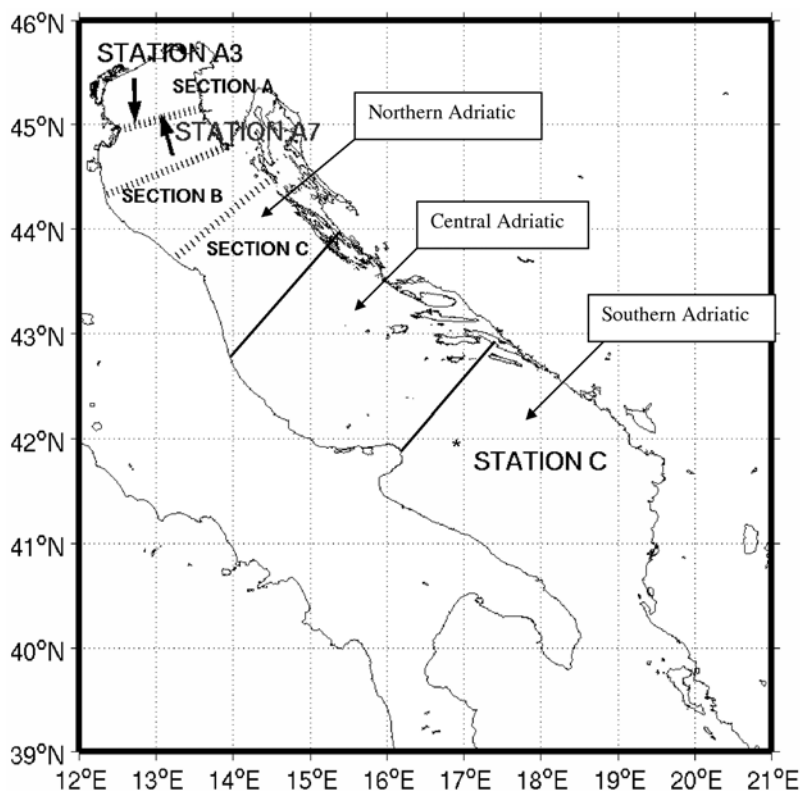 46°N
STATION A3
SECTION A
Northern Adriatic
45°N
STATION A7
SECTION B
Central Adriatic
44°N
SECTION C
Southern Adriatic
43°N
42°N
*
STATION C
41°N
40°N
39°N
12°E 13°E 14°E 15°E 16°E 17°E 18°E 19°E 20°E 21°E